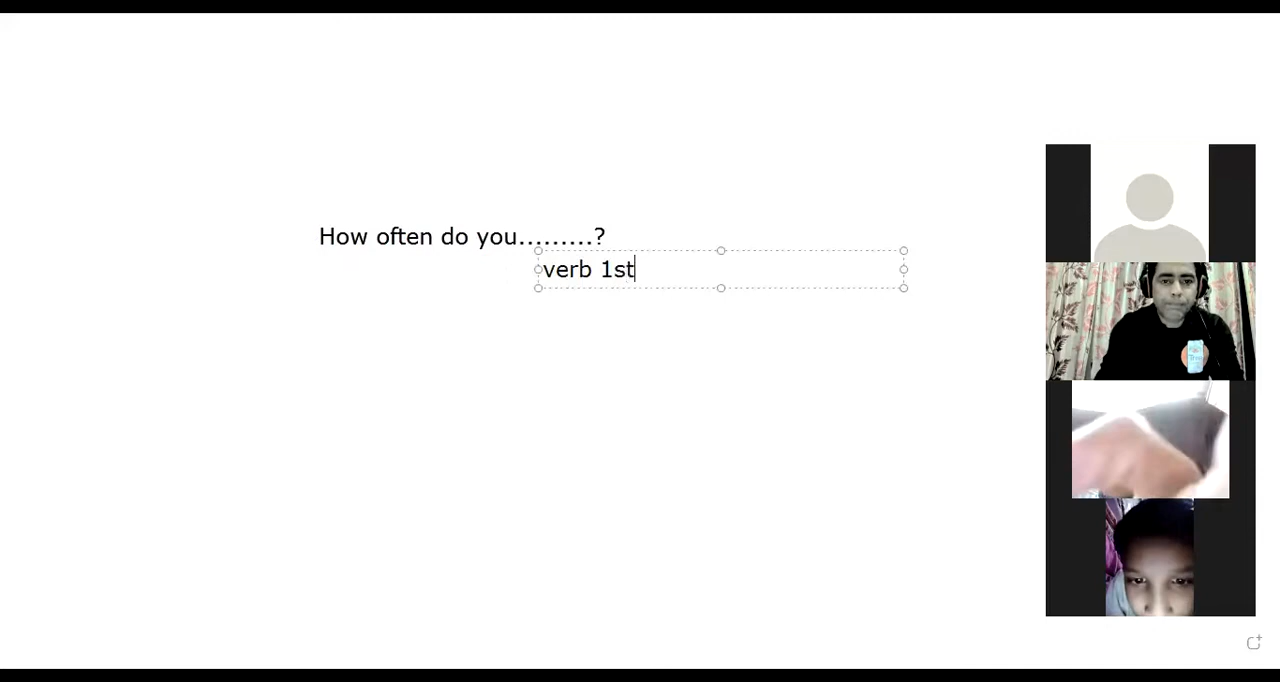 How often do you.........?
verb 1st